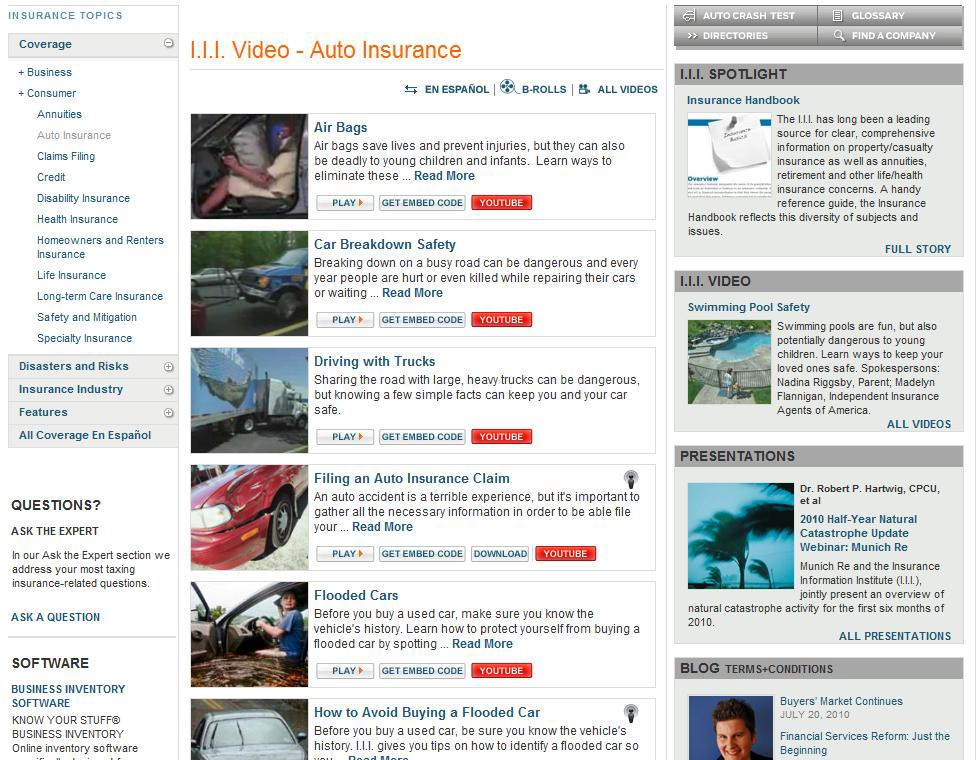 INSURANCE TOPICS
Coverage
+ Business
+ Consumer
Annuities
Auto Insurance
Claims Filing
Credit
Disability Insurance
Health Insurance
Homeowners and Renters
Insurance
Life Insurance
Long-term Care Insurance
Safety and Mitigation
Specialty Insurance
Disasters and Risks
Insurance Industry
Features
All Coverage En Español
QUESTIONS?
ASK THE EXPERT
In our Ask the Expert section we
address your most taxing
insurance-related questions.
ASK A QUESTION
SOFTWARE
BUSINESS INVENTORY
SOFTWARE
KNOW YOUR STUFF®
BUSINESS INVENTORY
Online inventory software
I.I.I. Video - Auto Insurance
EN ESPAÑOL | B-ROLLS | ALL VIDEOS
Air Bags
Air bags save lives and prevent injuries, but they can also
be deadly to young children and infants. Learn ways to
eliminate these ... Read More
PLAY GET EMBED CODE YOUTUBE
Car Breakdown Safety
Breaking down on a busy road can be dangerous and every
year people are hurt or even killed while repairing their cars
or waiting ... Read More
PLAY GET EMBED CODE YOUTUBE
Driving with Trucks
Sharing the road with large, heavy trucks can be dangerous,
but knowing a few simple facts can keep you and your car
safe.
PLAY GET EMBED CODE YOUTUBE
Filing an Auto Insurance Claim
An auto accident is a terrible experience, but it's important to
gather all the necessary information in order to be able file
your ... Read More
PLAY GET EMBED CODE DOWNLOAD YOUTUBE
Flooded Cars
Before you buy a used car, make sure you know the
vehicle's history. Learn how to protect yourself from buying a
flooded car by spotting ... Read More
PLAY GET EMBED CODE YOUTUBE
How to Avoid Buying a Flooded Car
Before you buy a used car, be sure you know the vehicle's
history. I.I.I. gives you tips on how to identify a flooded car so
you ... Read More
AUTO CRASH TEST GLOSSARY
DIRECTORIES FIND A COMPANY
I.I.I. SPOTLIGHT
Insurance Handbook
Insurance
Basics
Overview
The I.I.I. has long been a leading
source for clear, comprehensive
information on property/casualty
insurance as well as annuities,
retirement and other life/health
insurance concerns. A handy
reference guide, the Insurance
Handbook reflects this diversity of subjects and
issues.
FULL STORY
I.I.I. VIDEO
Swimming Pool Safety
Swimming pools are fun, but also
potentially dangerous to young
children. Learn ways to keep your
loved ones safe. Spokespersons:
Nadina Riggsby, Parent; Madelyn
Flannigan, Independent Insurance
Agents of America.
ALL VIDEOS
PRESENTATIONS
Dr. Robert P. Hartwig, CPCU,
et al
2010 Half-Year Natural
Catastrophe Update
Webinar: Munich Re
Munich Re and the Insurance
Information Institute (I.I.I.),
jointly present an overview of
natural catastrophe activity for the first six months of
2010.
ALL PRESENTATIONS
BLOG TERMS+CONDITIONS
Buyers' Market Continues
JULY 20, 2010
Financial Services Reform: Just the
Beginning